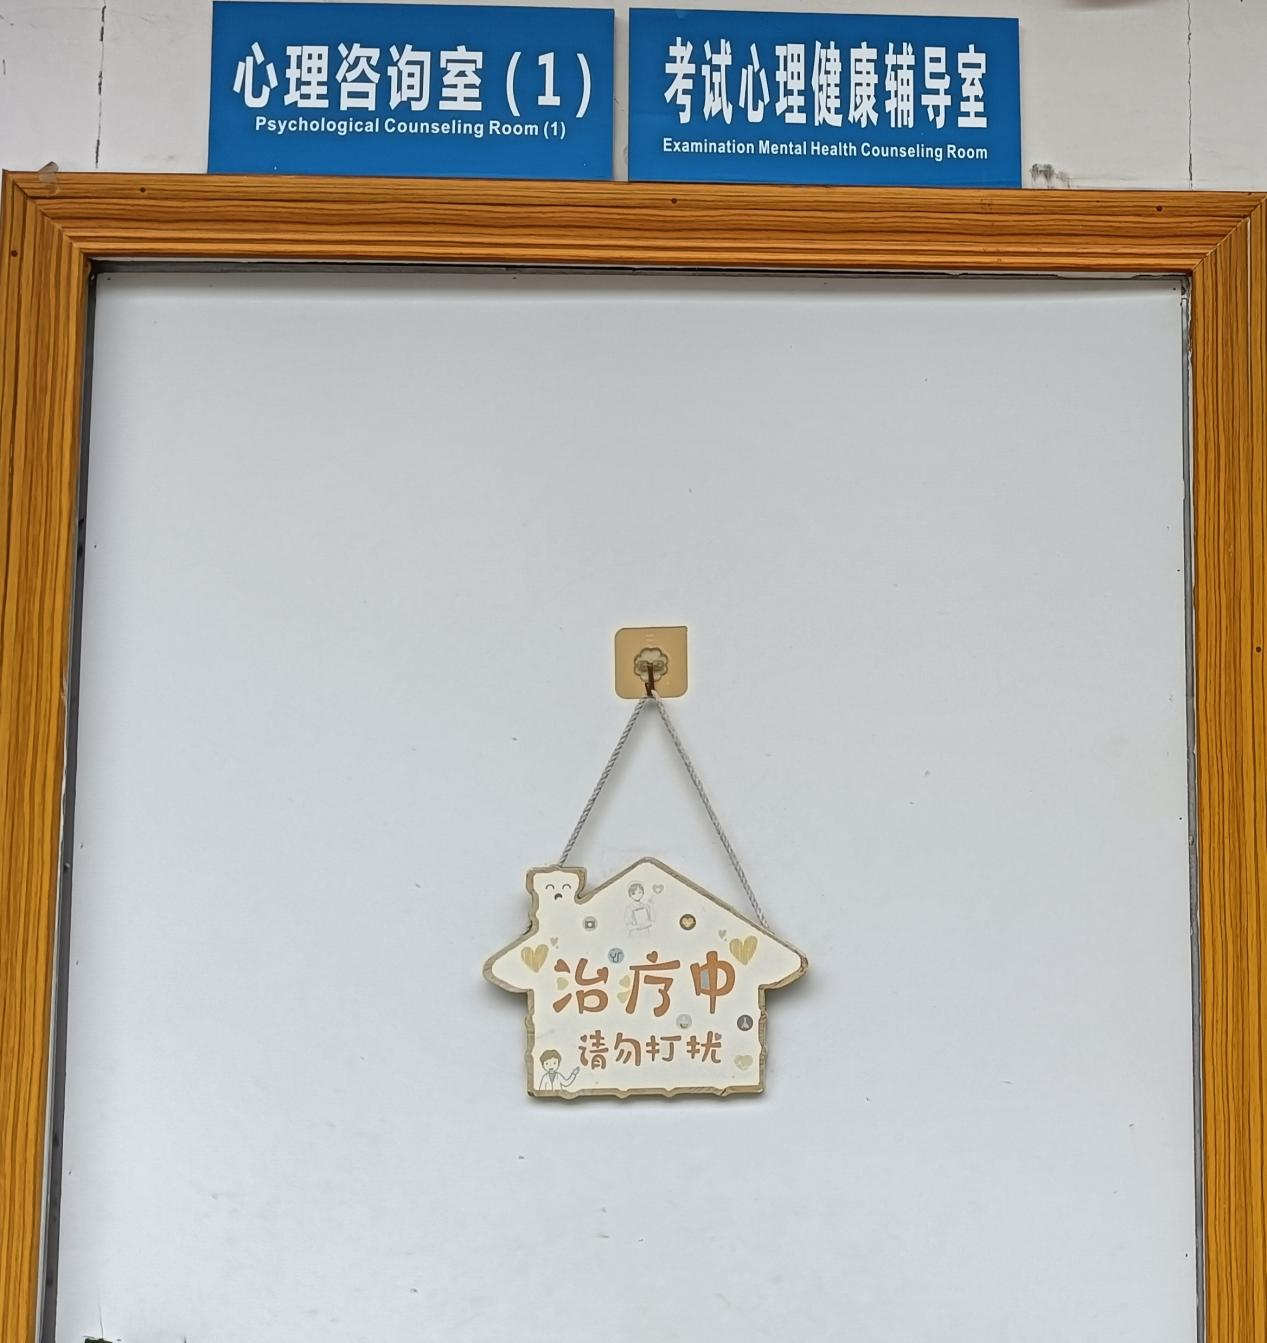 心理咨询室(1)
Psychological Counseling Room (1)
考试心理健康辅导室
Examination Mental Health Counseling Room
治疗中
请勿打扰